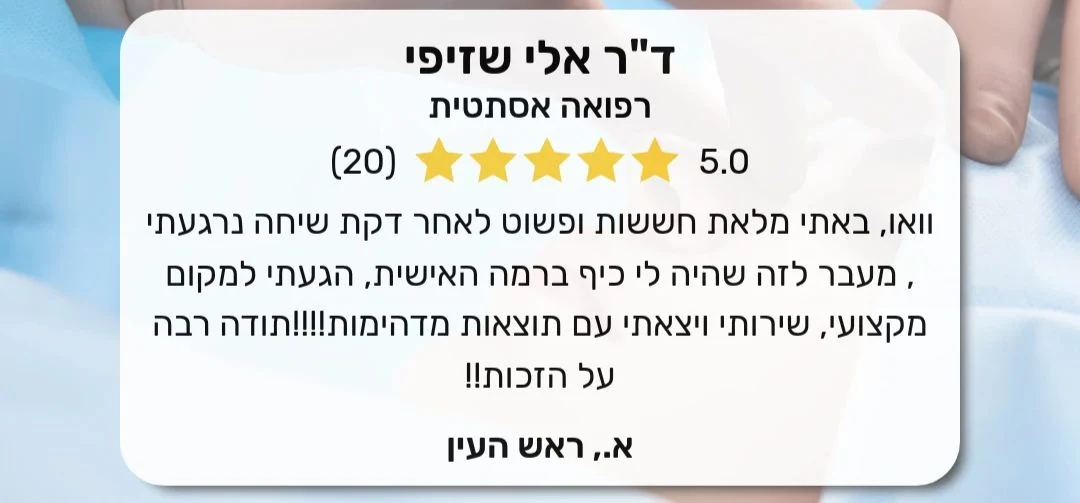 ד"ר אלי שזיפי
רפואה אסתטית
5.0 (20)
וואו, באתי מלאת חששות ופשוט לאחר דקת שיחה נרגעתי
, מעבר לזה שהיה לי כיף ברמה האישית, הגעתי למקום
מקצועי, שירותי ויצאתי עם תוצאות מדהימות!!!!תודה רבה
על הזכות!!
א., ראש העין